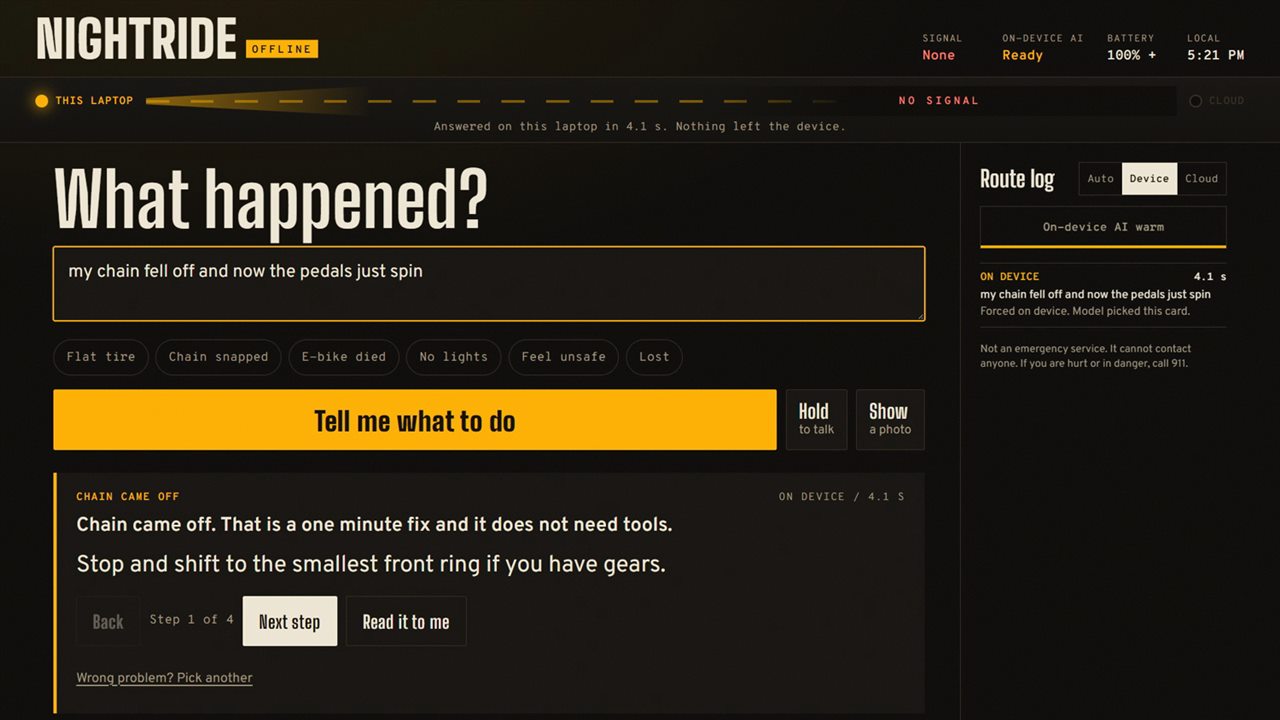 NIGHTRIDE OFFLINE
SIGNAL ON-DEVICE AI BATTERY LOCAL
None Ready 100% + 5:21 PM
THIS LAPTOP NO SIGNAL CLOUD
Answered on this laptop in 4.1 s. Nothing left the device.
What happened?
my chain fell off and now the pedals just spin
Flat tire Chain snapped E-bike died No lights Feel unsafe Lost
Tell me what to do
Hold
to talk
Show
a photo
CHAIN CAME OFF ON DEVICE / 4.1 S
Chain came off. That is a one minute fix and it does not need tools.
Stop and shift to the smallest front ring if you have gears.
Back Step 1 of 4 Next step Read it to me
Wrong problem? Pick another
Route log Auto Device Cloud
On-device AI warm
ON DEVICE 4.1 s
my chain fell off and now the pedals just spin
Forced on device. Model picked this card.
Not an emergency service. It cannot contact
anyone. If you are hurt or in danger, call 911.